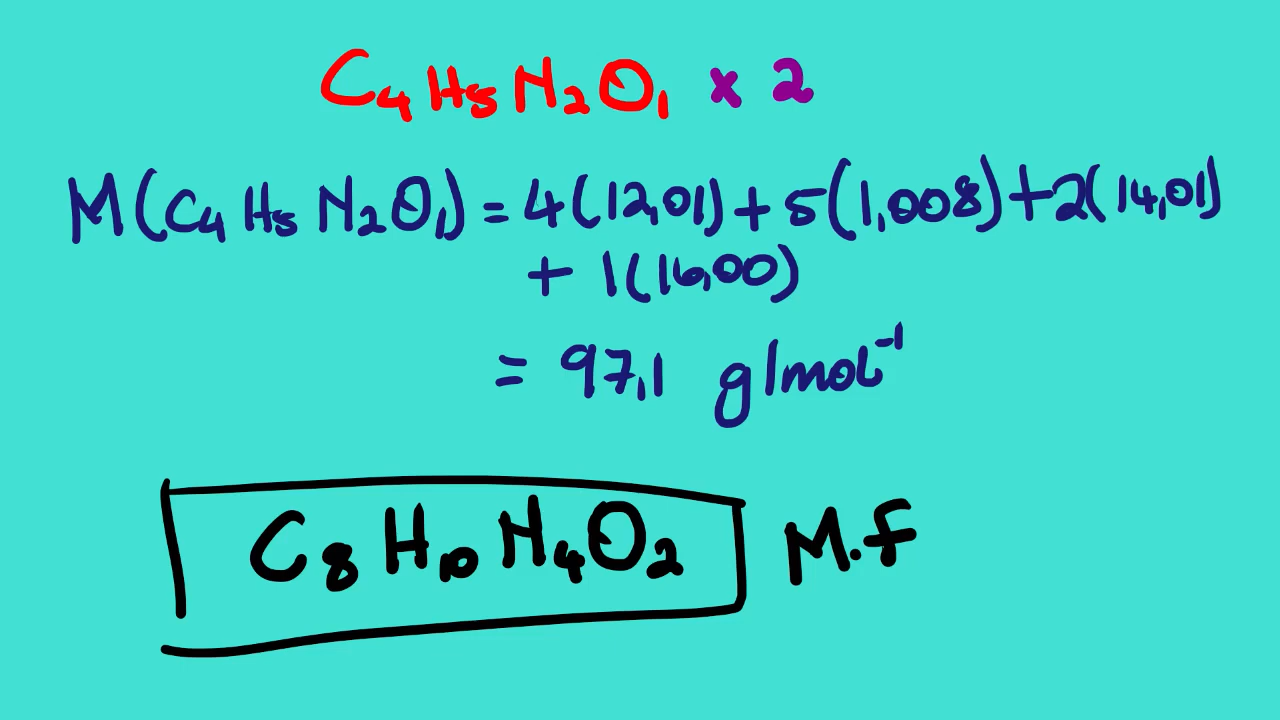 C₄H₅N₂O₁ x 2
M(C₄H₅N₂O₁) = 4(12,01) + 5(1,008) + 2(14,01)
+ 1(16,00)
= 97,1 g/mol⁻¹
C₈H₁₀N₄O₂ M.F